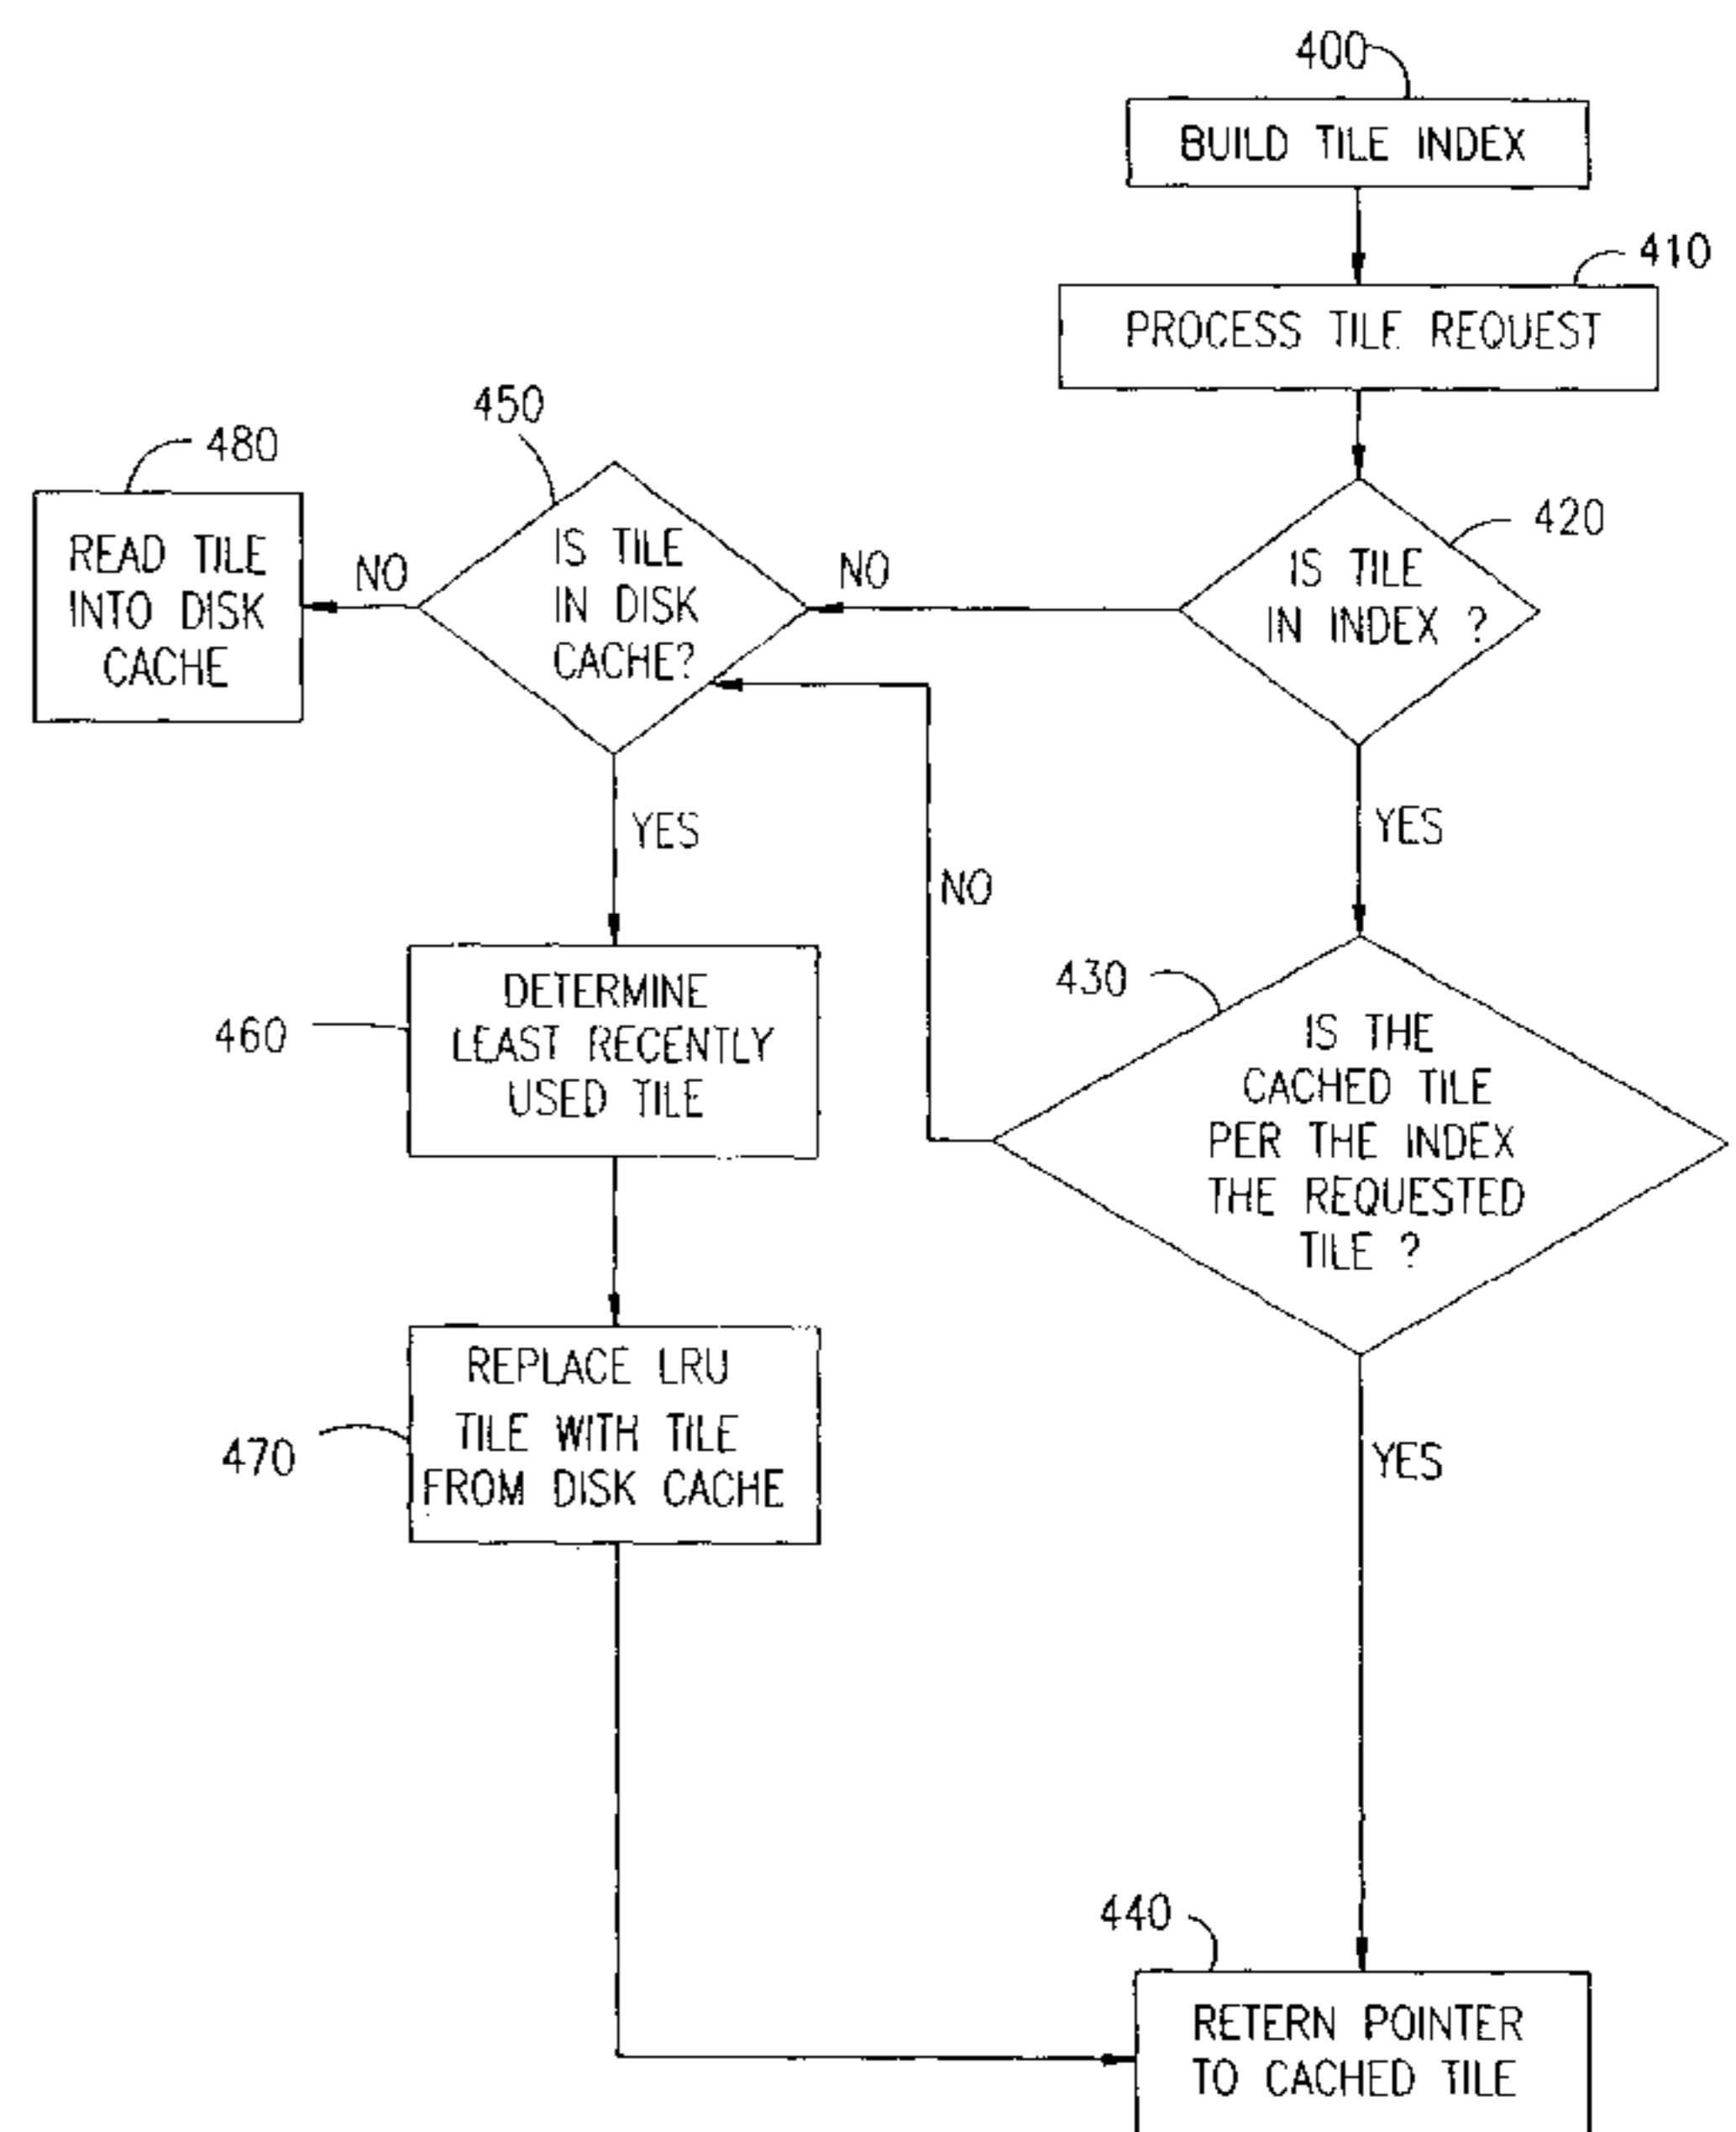 400
BUILD TILE INDEX
410
PROCESS TILE REQUEST
450
480
420
READ TILE
INTO DISK
CACHE
NO
IS TILE
IN DISK
CACHE?
NO
IS TILE
IN INDEX ?
YES
YES
NO
430
IS THE
CACHED TILE
PER THE INDEX
THE REQUESTED
TILE ?
460
DETERMINE
LEAST RECENTLY
USED TILE
470
REPLACE LRU
TILE WITH TILE
FROM DISK CACHE
YES
440
RETERN POINTER
TO CACHED TILE